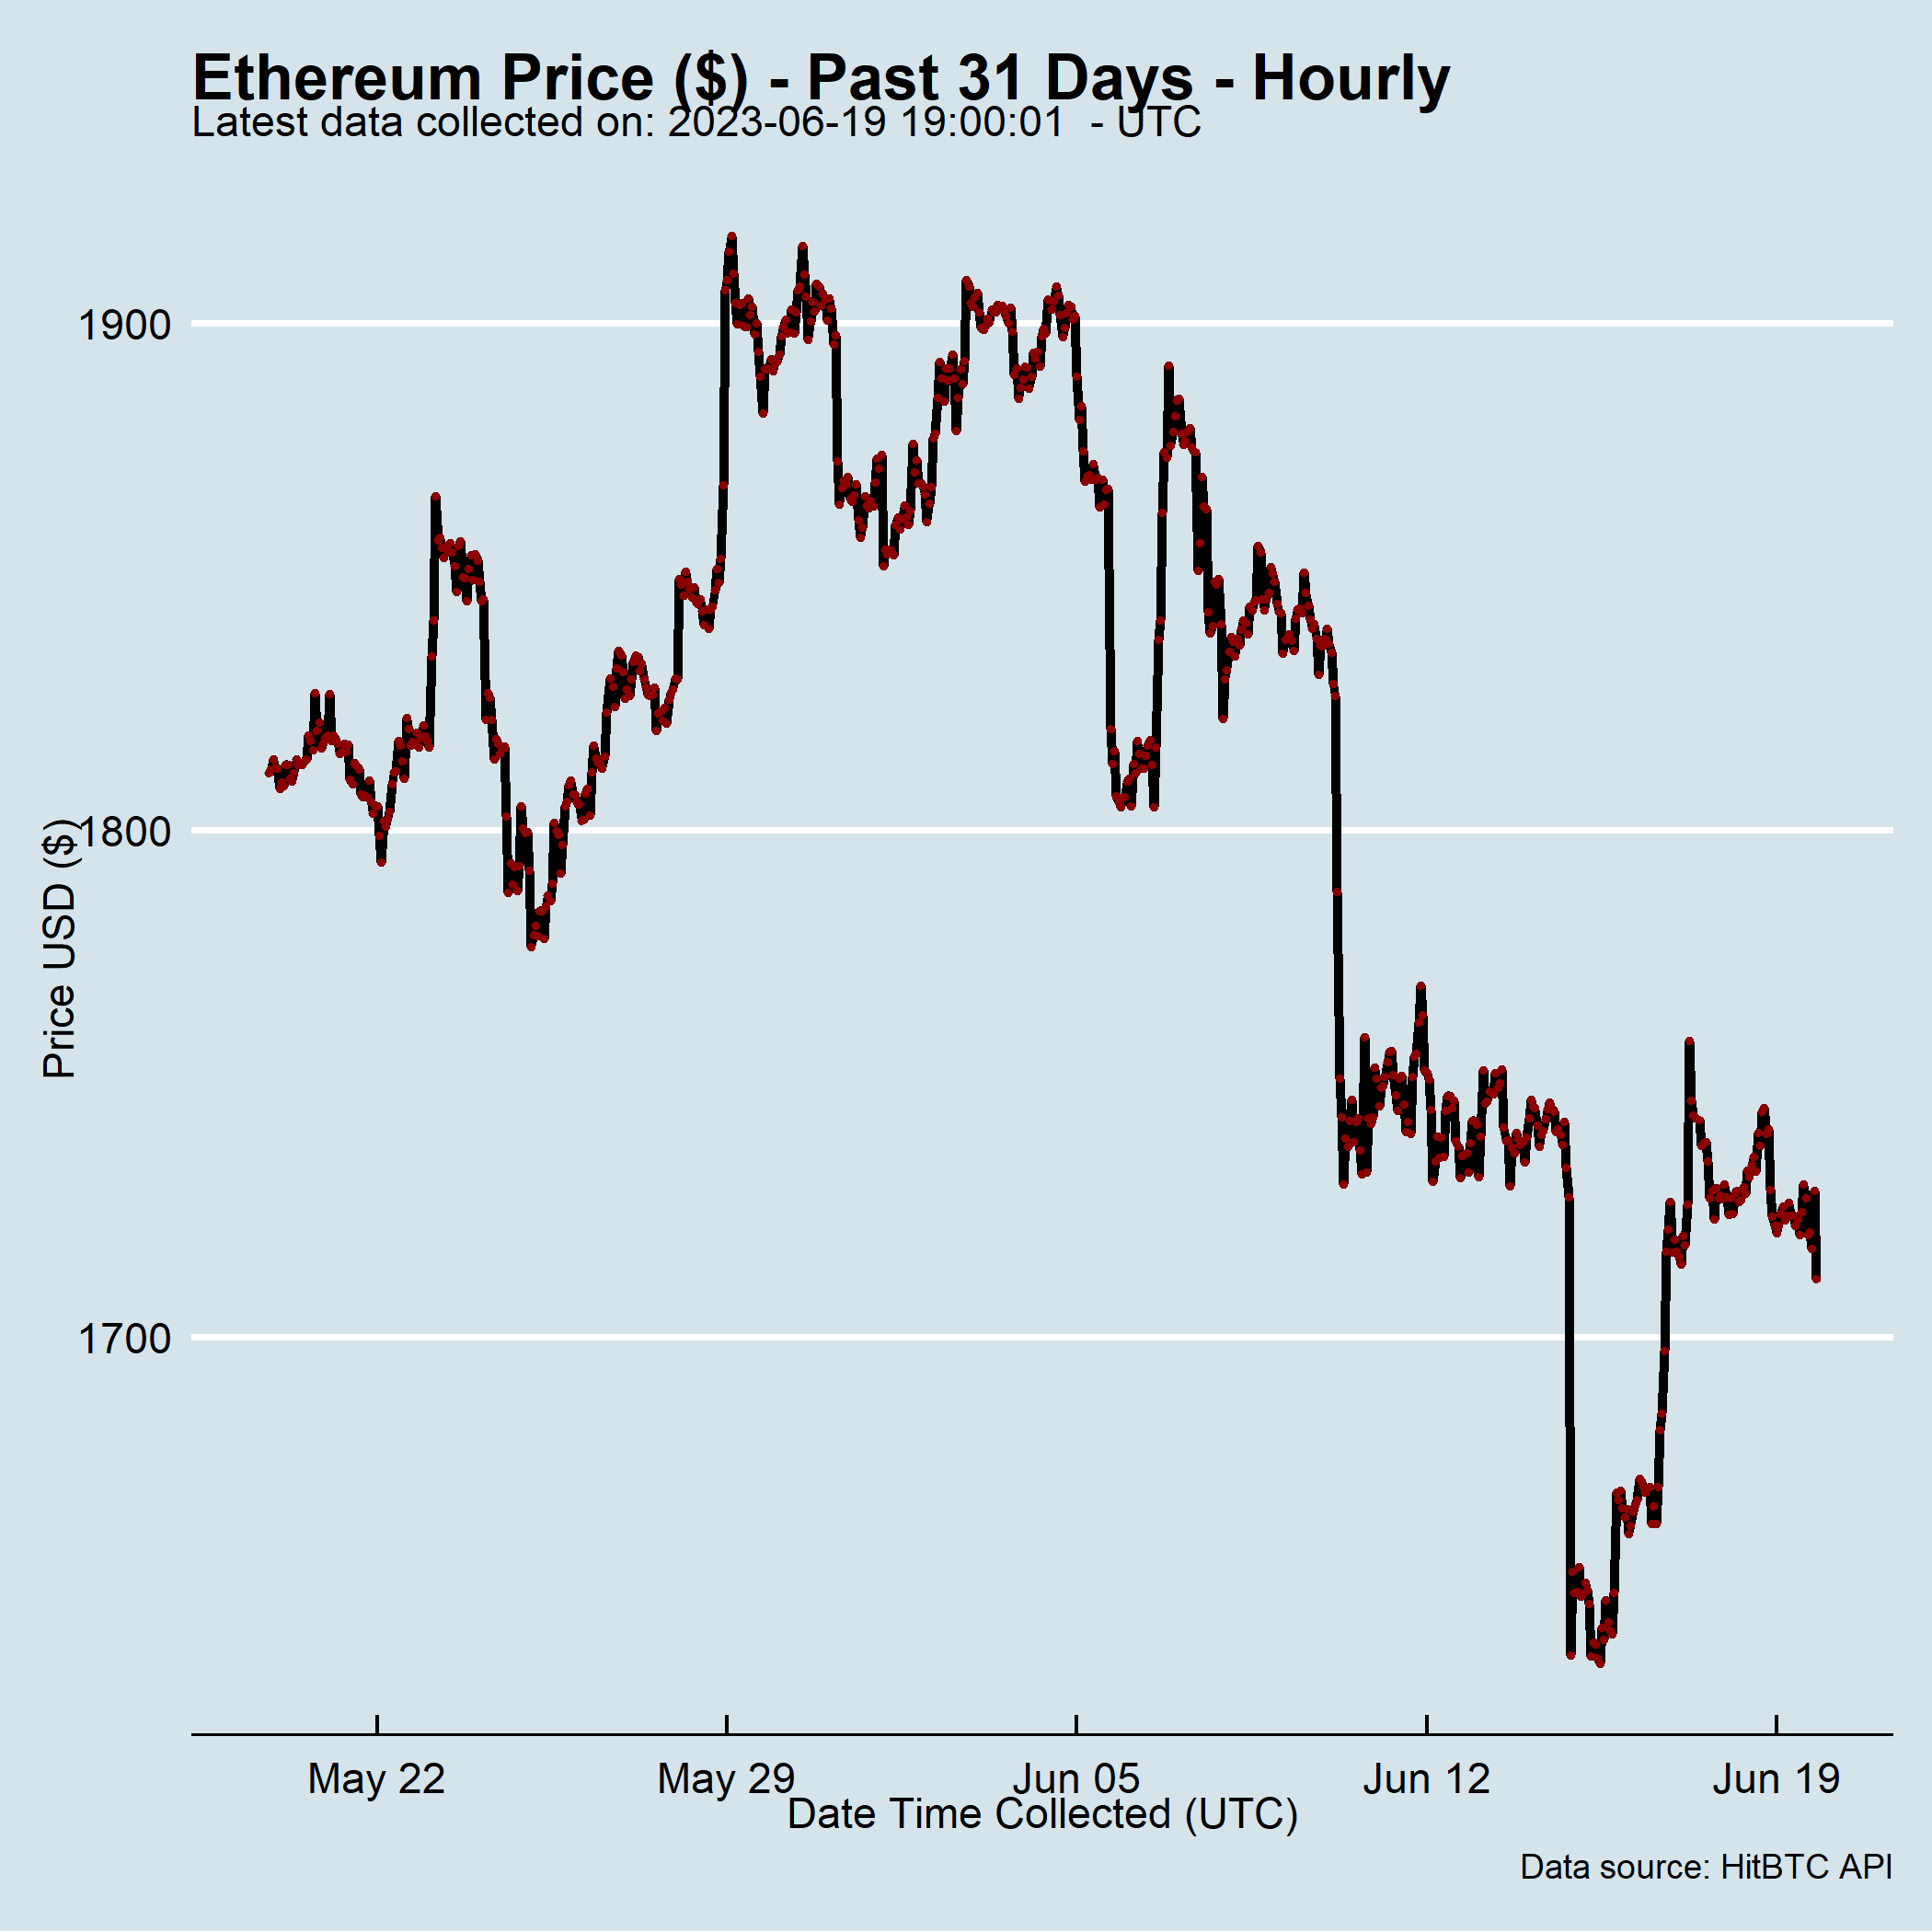 Ethereum Price ($) - Past 31 Days - Hourly
Latest data collected on: 2023-06-19 19:00:01  - UTC
1900
1800
1700
Price USD ($)
May 22
May 29
Jun 05
Jun 12
Jun 19
Date Time Collected (UTC)
Data source: HitBTC API